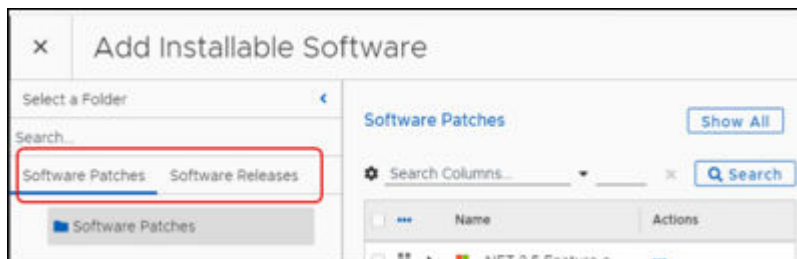 × Add Installable Software
Select a Folder
Search...
Software Patches Software Releases
Software Patches
Software Patches Show All
Search Columns... × Search
Name Actions